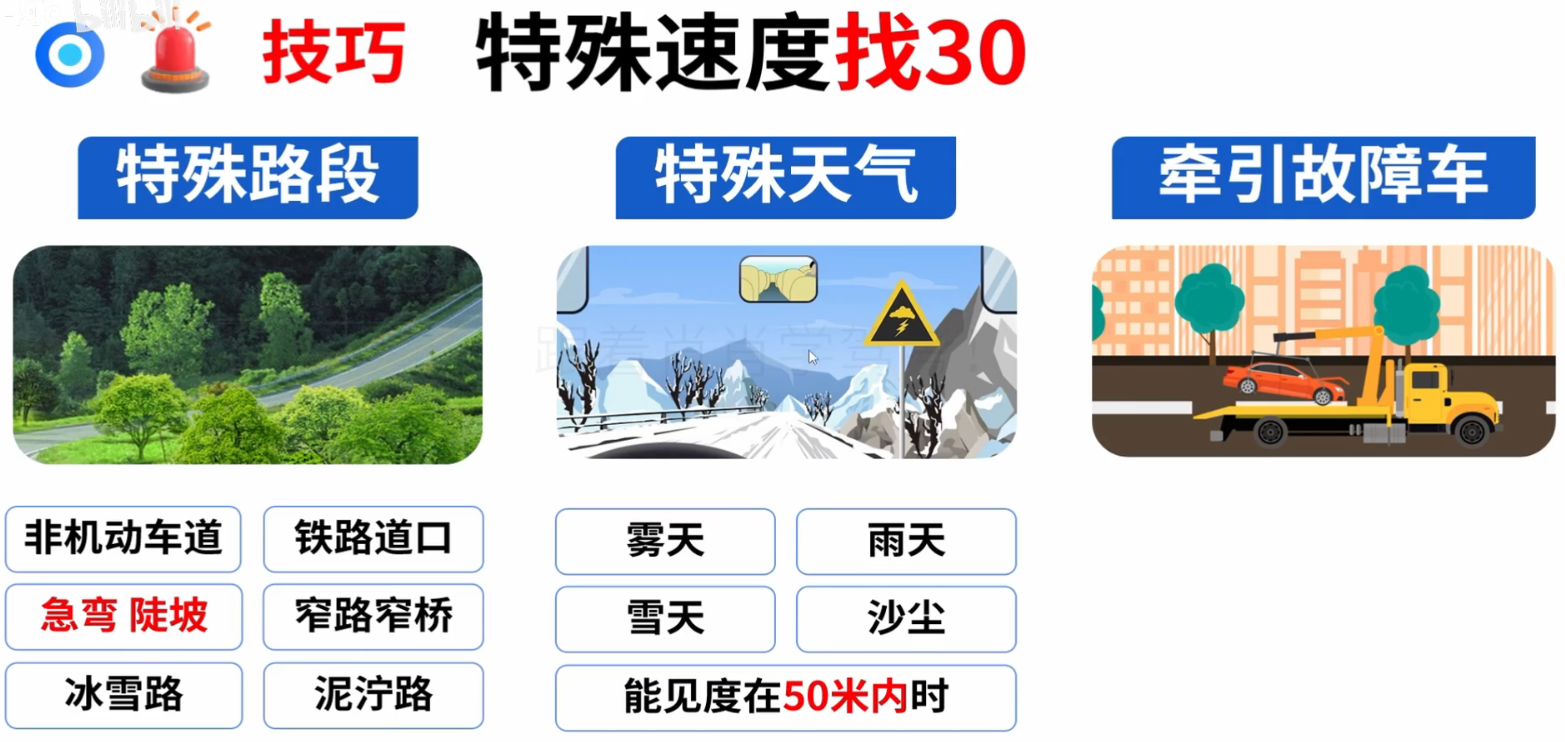 技巧 特殊速度找30
特殊路段
特殊天气
牵引故障车
非机动车道
铁路道口
急弯 陡坡
窄路窄桥
冰雪路
泥泞路
雾天
雨天
雪天
沙尘
能见度在50米内时